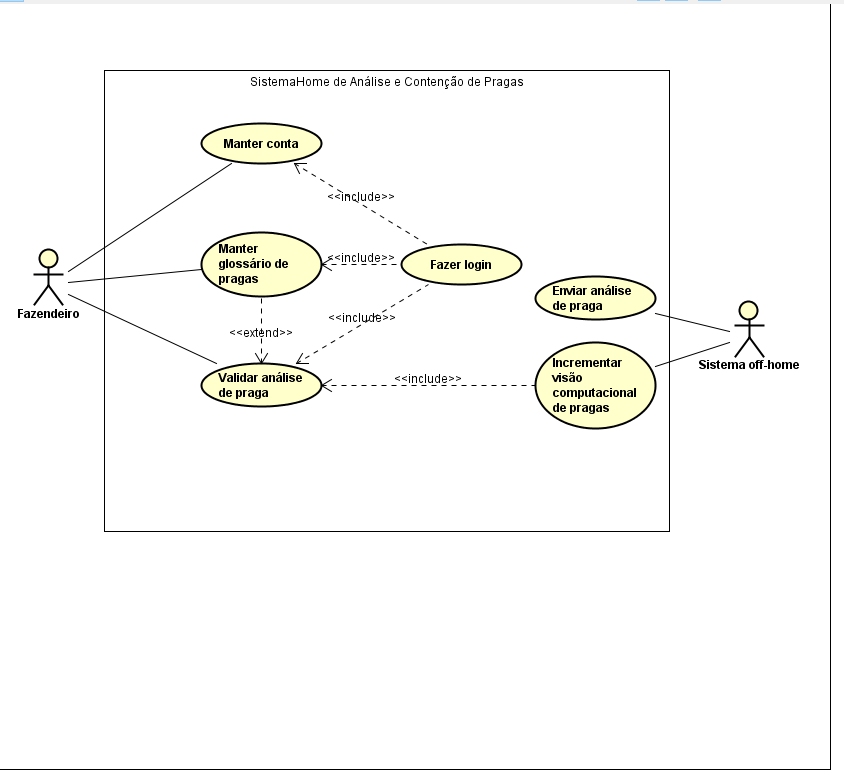 SistemaHome de Análise e Contenção de Pragas
Manter conta
<<include>>
Manter
glossário de
pragas
<<include>>
Fazer login
Fazendeiro
Enviar análise
de praga
<<include>>
<<extend>>
Sistema off-home
Validar análise
de praga
<<include>>
Incrementar
visão
computacional
de pragas